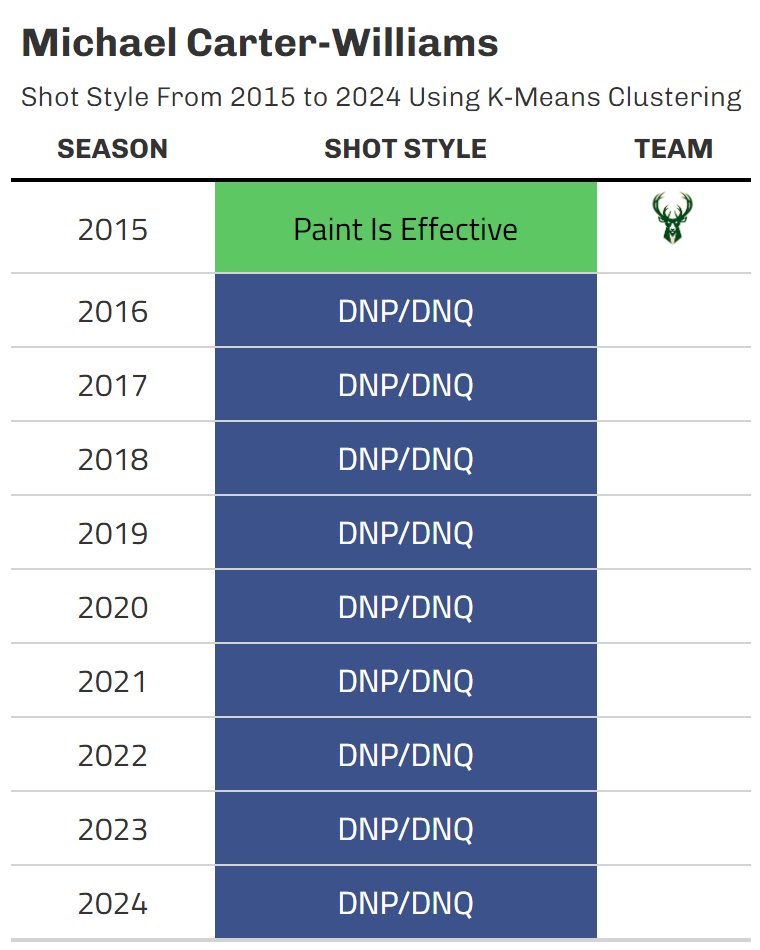 Michael Carter-Williams
Shot Style From 2015 to 2024 Using K-Means Clustering
SEASON SHOT STYLE TEAM
2015 Paint Is Effective
2016 DNP/DNQ
2017 DNP/DNQ
2018 DNP/DNQ
2019 DNP/DNQ
2020 DNP/DNQ
2021 DNP/DNQ
2022 DNP/DNQ
2023 DNP/DNQ
2024 DNP/DNQ